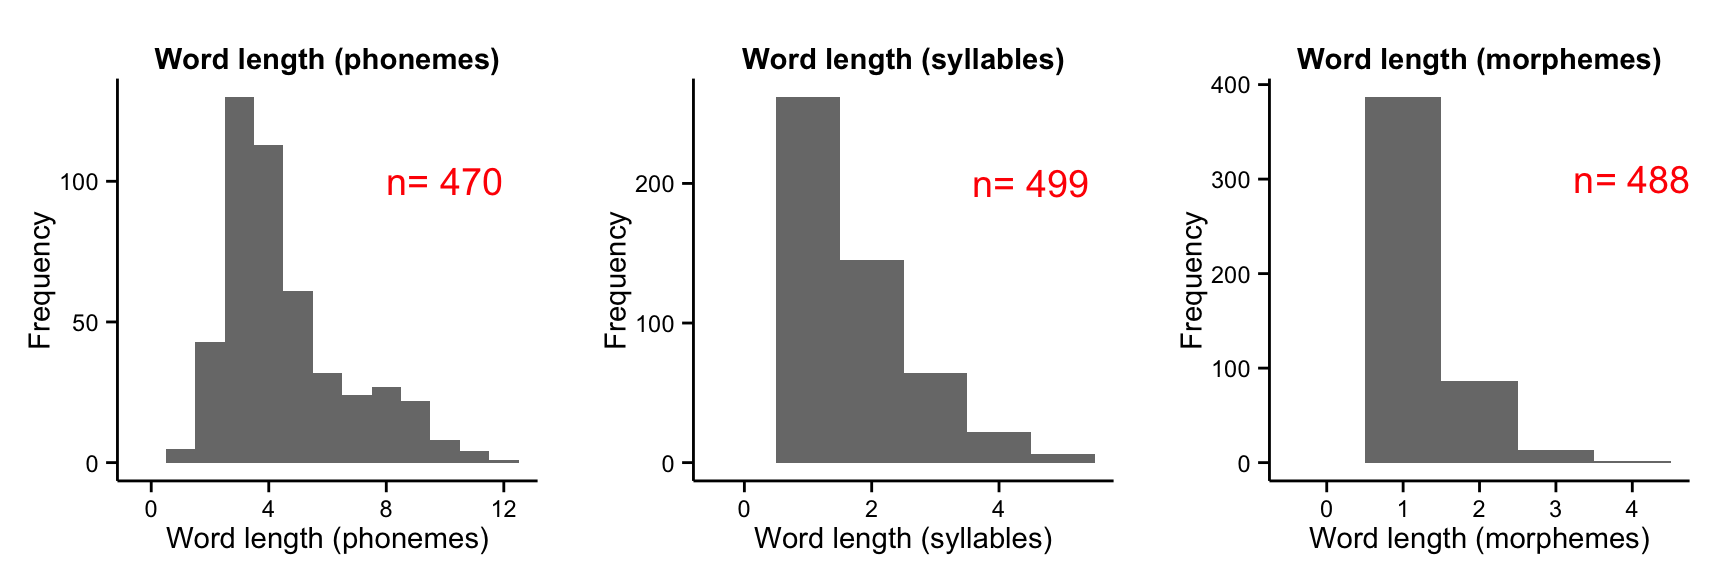 Word length (phonemes)
Frequency
100
50
0
n= 470
0 4 8 12
Word length (phonemes)
Word length (syllables)
Frequency
200
100
0
n= 499
0 2 4
Word length (syllables)
Word length (morphemes)
Frequency
400
300
200
100
0
n= 488
0 1 2 3 4
Word length (morphemes)